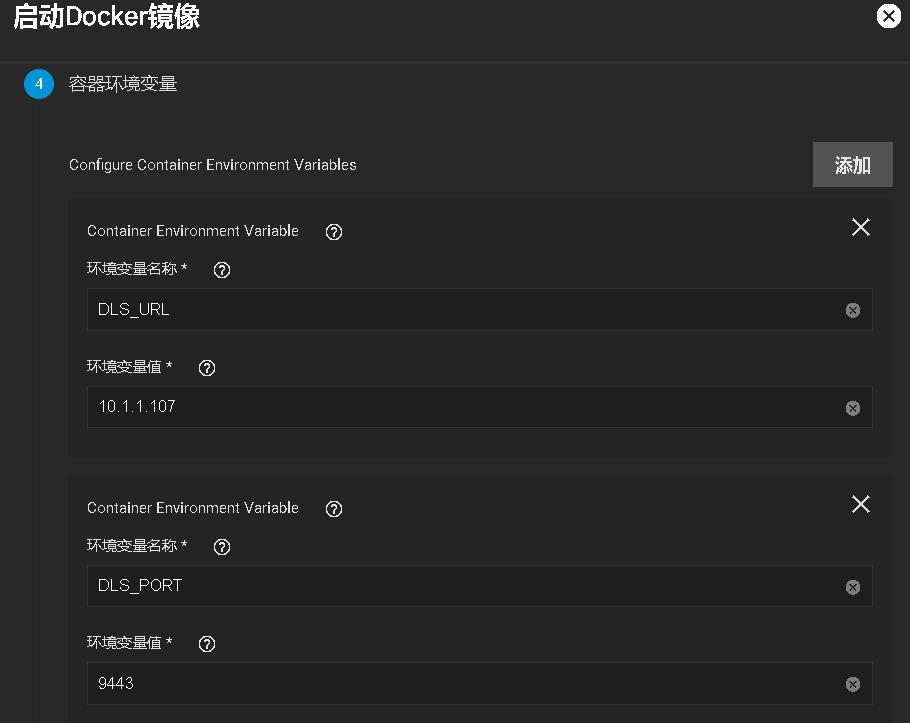 启动Docker镜像
4 容器环境变量
Configure Container Environment Variables
添加
Container Environment Variable
环境变量名称 *
DLS_URL
环境变量值 *
10.1.1.107
Container Environment Variable
环境变量名称 *
DLS_PORT
环境变量值 *
9443